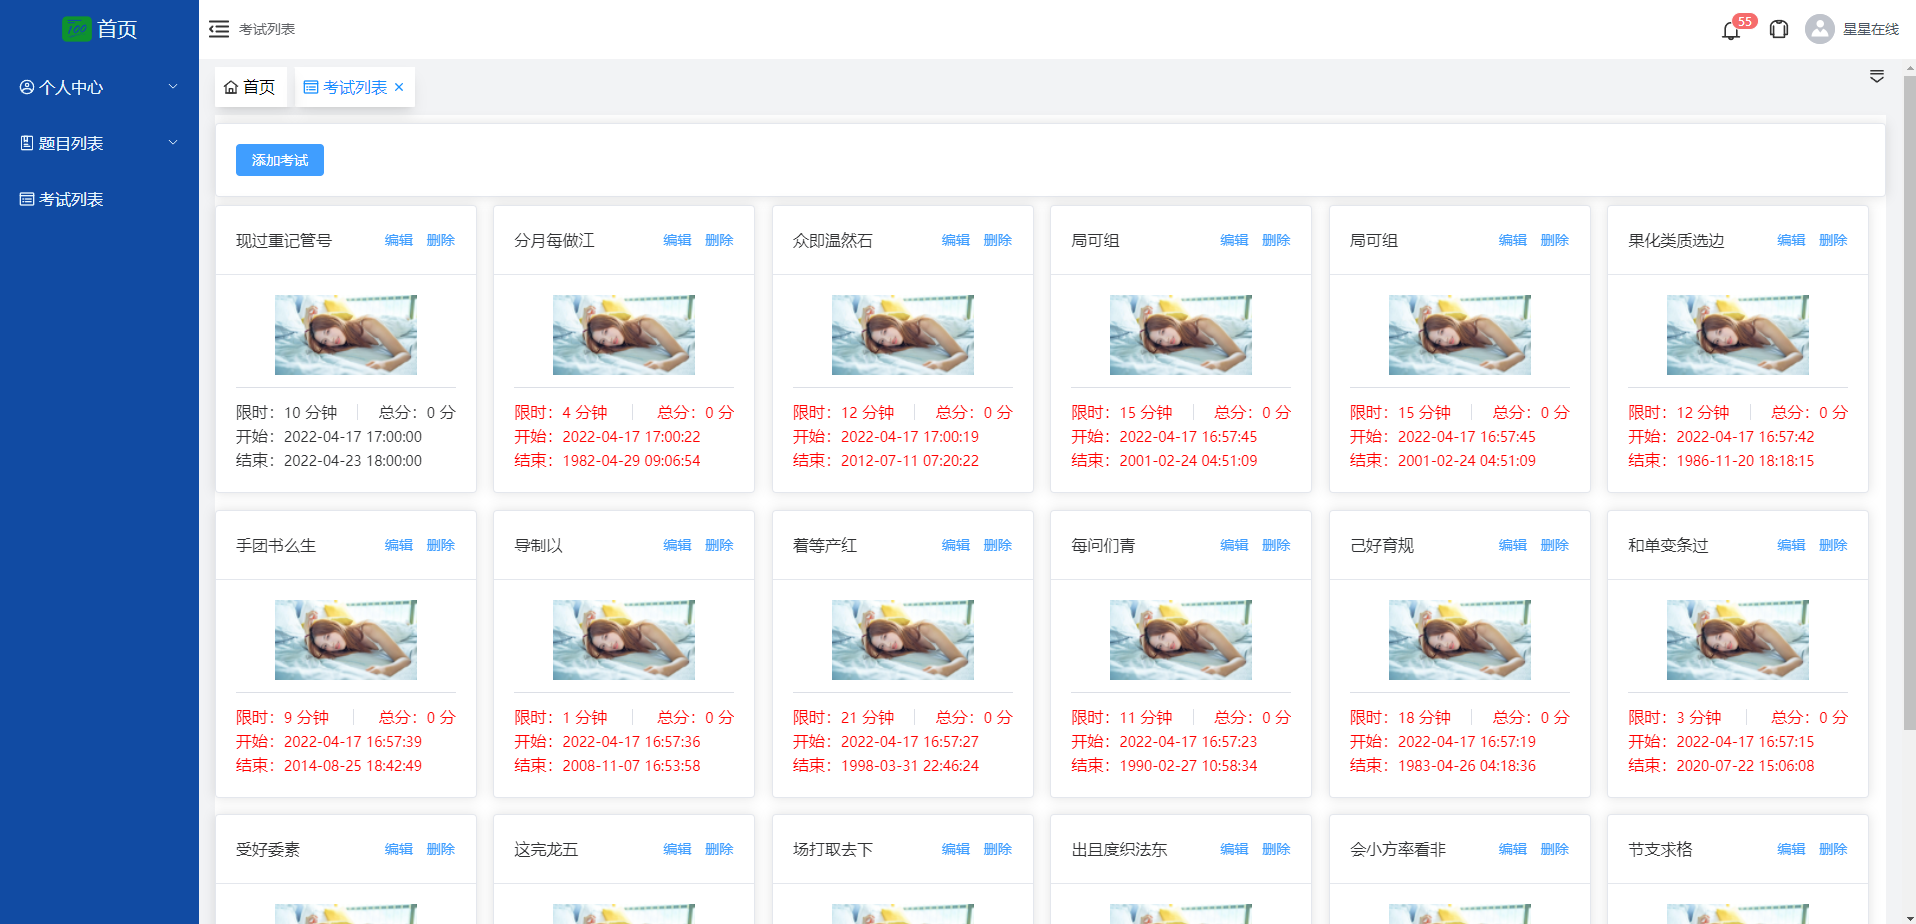 首页
个人中心
题目列表
考试列表
考试列表
55
星星在线
首页
考试列表
添加考试
现过重记管号 编辑 删除
限时：10 分钟 总分：0 分
开始：2022-04-17 17:00:00
结束：2022-04-23 18:00:00
分月每做江 编辑 删除
限时：4 分钟 总分：0 分
开始：2022-04-17 17:00:22
结束：1982-04-29 09:06:54
众即温然石 编辑 删除
限时：12 分钟 总分：0 分
开始：2022-04-17 17:00:19
结束：2012-07-11 07:20:22
局可组 编辑 删除
限时：15 分钟 总分：0 分
开始：2022-04-17 16:57:45
结束：2001-02-24 04:51:09
局可组 编辑 删除
限时：15 分钟 总分：0 分
开始：2022-04-17 16:57:45
结束：2001-02-24 04:51:09
果化类质选边 编辑 删除
限时：12 分钟 总分：0 分
开始：2022-04-17 16:57:42
结束：1986-11-20 18:18:15
手团书么生 编辑 删除
限时：9 分钟 总分：0 分
开始：2022-04-17 16:57:39
结束：2014-08-25 18:42:49
导制以 编辑 删除
限时：1 分钟 总分：0 分
开始：2022-04-17 16:57:36
结束：2008-11-07 16:53:58
着等产红 编辑 删除
限时：21 分钟 总分：0 分
开始：2022-04-17 16:57:27
结束：1998-03-31 22:46:24
每问们青 编辑 删除
限时：11 分钟 总分：0 分
开始：2022-04-17 16:57:23
结束：1990-02-27 10:58:34
己好育规 编辑 删除
限时：18 分钟 总分：0 分
开始：2022-04-17 16:57:19
结束：1983-04-26 04:18:36
和单变条过 编辑 删除
限时：3 分钟 总分：0 分
开始：2022-04-17 16:57:15
结束：2020-07-22 15:06:08
受好委素 编辑 删除
这完龙五 编辑 删除
场打取去下 编辑 删除
出且度织法东 编辑 删除
会小方率看非 编辑 删除
节支求格 编辑 删除